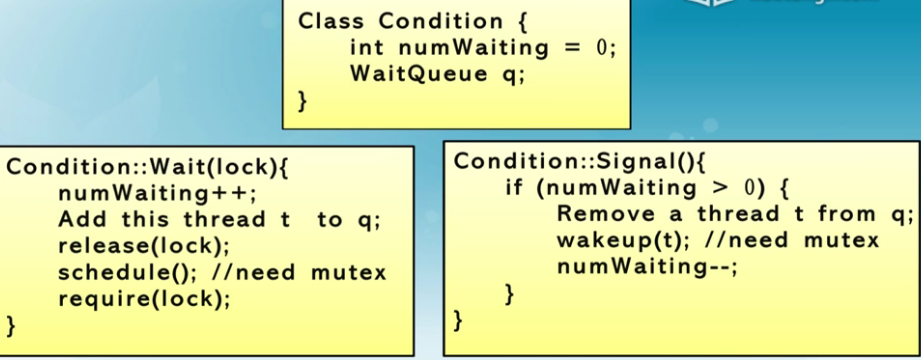 Class Condition {
    int numWaiting = 0;
    WaitQueue q;
}
Condition::Wait(lock){
    numWaiting++;
    Add this thread t  to q;
    release(lock);
    schedule(); //need mutex
    require(lock);
}
Condition::Signal(){
    if (numWaiting > 0) {
        Remove a thread t from q;
        wakeup(t); //need mutex
        numWaiting--;
    }
}